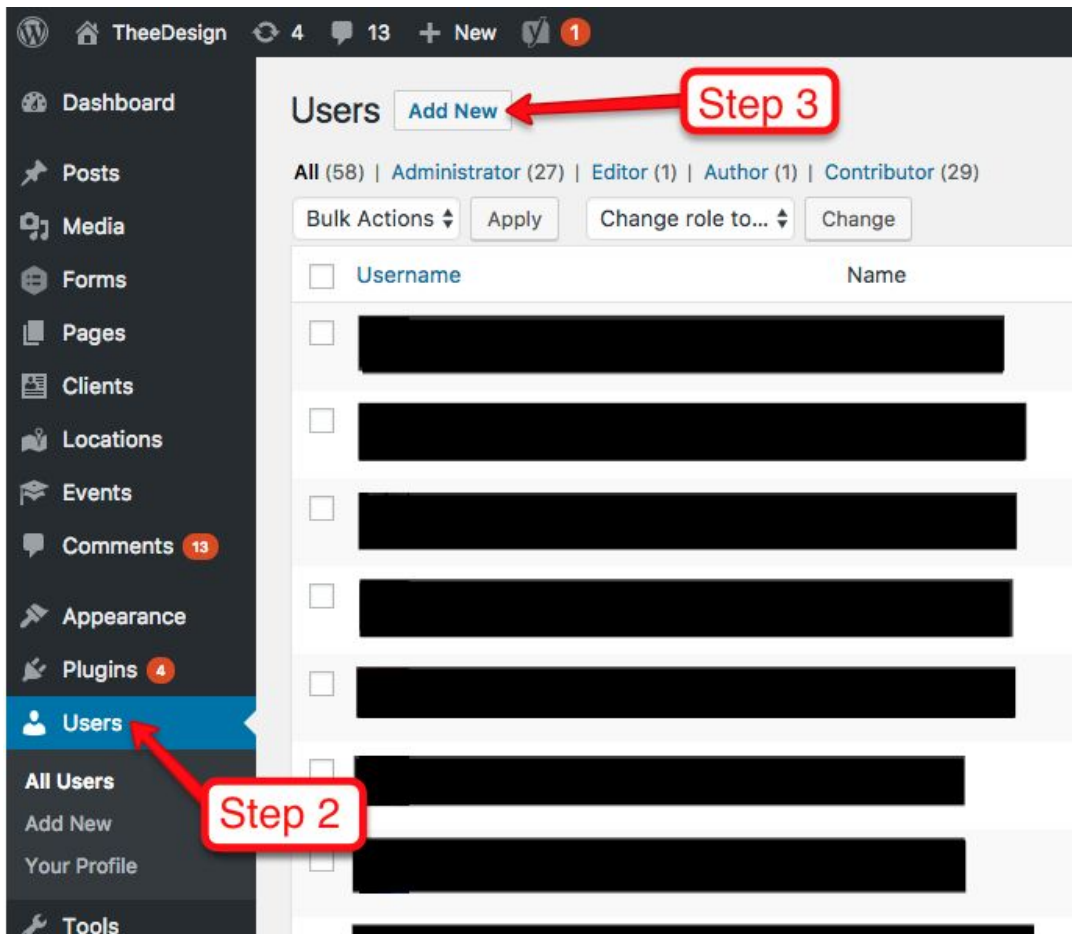 TheeDesign 4 13 + New 1
Dashboard
Posts
Media
Forms
Pages
Clients
Locations
Events
Comments 13
Appearance
Plugins 4
Users
All Users
Add New
Your Profile
Tools
Step 2
Users Add New
Step 3
All (58) | Administrator (27) | Editor (1) | Author (1) | Contributor (29)
Bulk Actions Apply Change role to... Change
Username Name